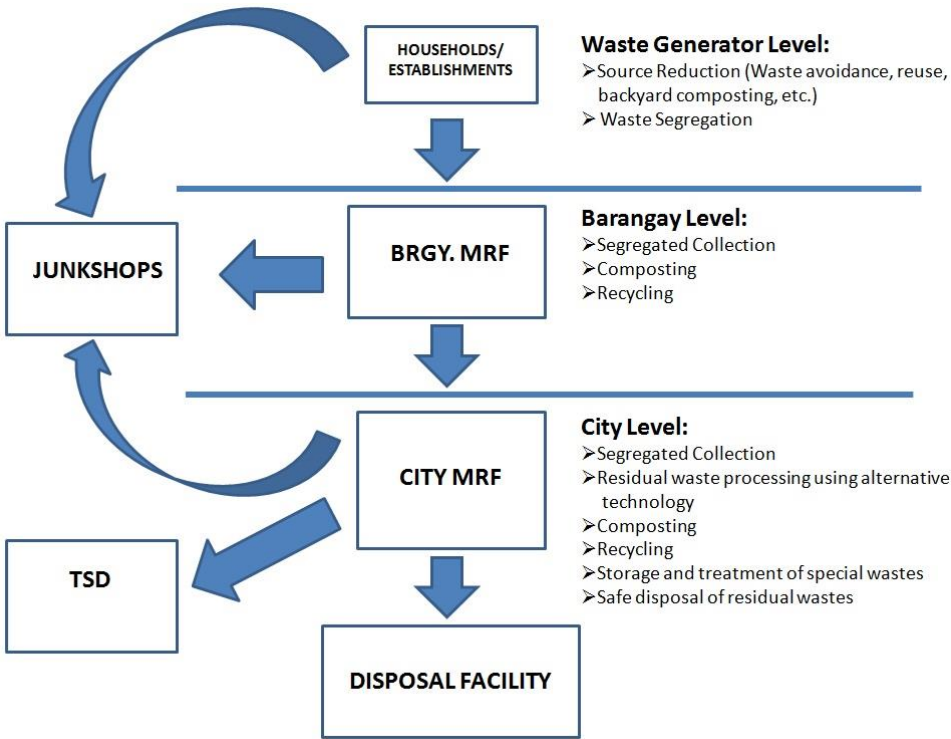 HOUSEHOLDS/
ESTABLISHMENTS
Waste Generator Level:
➢Source Reduction (Waste avoidance, reuse,
backyard composting, etc.)
➢ Waste Segregation
JUNKSHOPS
BRGY. MRF
Barangay Level:
➢Segregated Collection
➢Composting
➢Recycling
CITY MRF
City Level:
➢Segregated Collection
➢Residual waste processing using alternative
technology
➢Composting
➢Recycling
➢Storage and treatment of special wastes
➢Safe disposal of residual wastes
TSD
DISPOSAL FACILITY